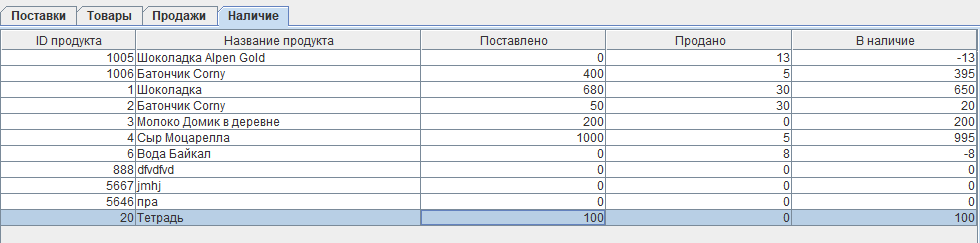 Поставки Товары Продажи Наличие
ID продукта Название продукта Поставлено Продано В наличие
1005 Шоколадка Alpen Gold 0 13 -13
1006 Батончик Corny 400 5 395
1 Шоколадка 680 30 650
2 Батончик Corny 50 30 20
3 Молоко Домик в деревне 200 0 200
4 Сыр Моцарелла 1000 5 995
6 Вода Байкал 0 8 -8
888 dfvdfvd 0 0 0
5667 jmhj 0 0 0
5646 пра 0 0 0
20 Тетрадь 100 0 100